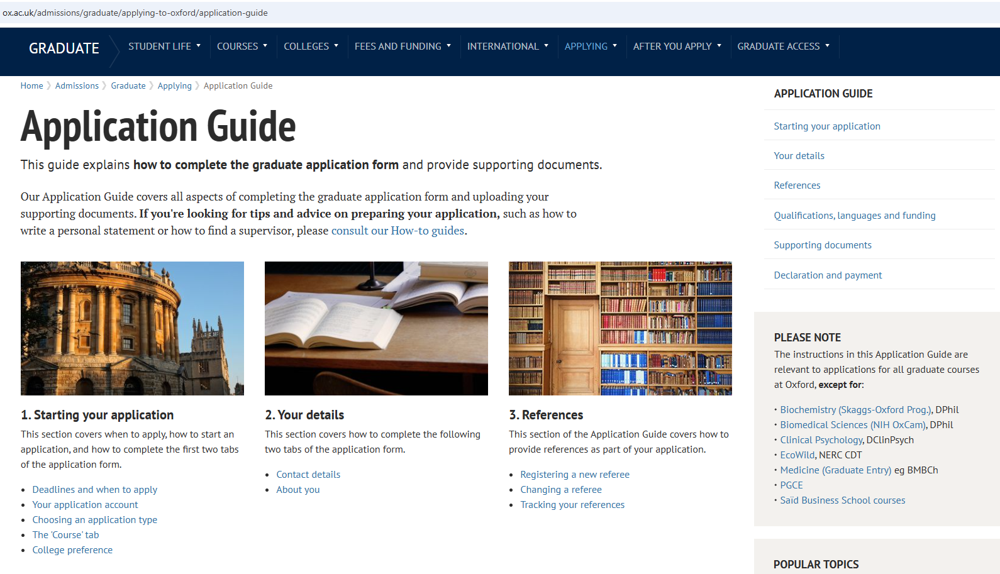 ox.ac.uk/admissions/graduate/applying-to-oxford/application-guide
GRADUATE
STUDENT LIFE
COURSES
COLLEGES
FEES AND FUNDING
INTERNATIONAL
APPLYING
AFTER YOU APPLY
GRADUATE ACCESS
Home
Admissions
Graduate
Applying
Application Guide
Application Guide
This guide explains how to complete the graduate application form and provide supporting documents.
Our Application Guide covers all aspects of completing the graduate application form and uploading your
supporting documents. If you're looking for tips and advice on preparing your application, such as how to
write a personal statement or how to find a supervisor, please consult our How-to guides.
1. Starting your application
This section covers when to apply, how to start an
application, and how to complete the first two tabs
of the application form.
• Deadlines and when to apply
• Your application account
• Choosing an application type
• The 'Course' tab
• College preference
2. Your details
This section covers how to complete the following
two tabs of the application form.
• Contact details
• About you
3. References
This section of the Application Guide covers how to
provide references as part of your application.
• Registering a new referee
• Changing a referee
• Tracking your references
APPLICATION GUIDE
Starting your application
Your details
References
Qualifications, languages and funding
Supporting documents
Declaration and payment
PLEASE NOTE
The instructions in this Application Guide are
relevant to applications for all graduate courses
at Oxford, except for:
• Biochemistry (Skaggs-Oxford Prog.), DPhil
• Biomedical Sciences (NIH OxCam), DPhil
• Clinical Psychology, DClinPsych
• EcoWild, NERC CDT
• Medicine (Graduate Entry) eg BMBCh
• PGCE
• Saïd Business School courses
POPULAR TOPICS